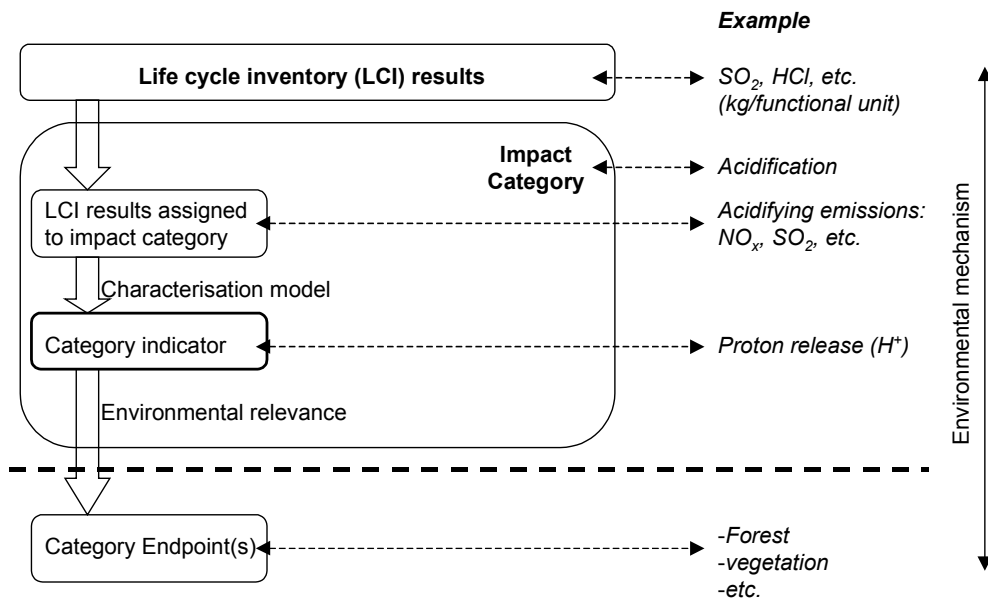 Example
Life cycle inventory (LCI) results
SO₂, HCl, etc.
(kg/functional unit)
Impact
Category
Acidification
LCI results assigned
to impact category
Acidifying emissions:
NOₓ, SO₂, etc.
Characterisation model
Category indicator
Proton release (H⁺)
Environmental relevance
Category Endpoint(s)
-Forest
-vegetation
-etc.
Environmental mechanism